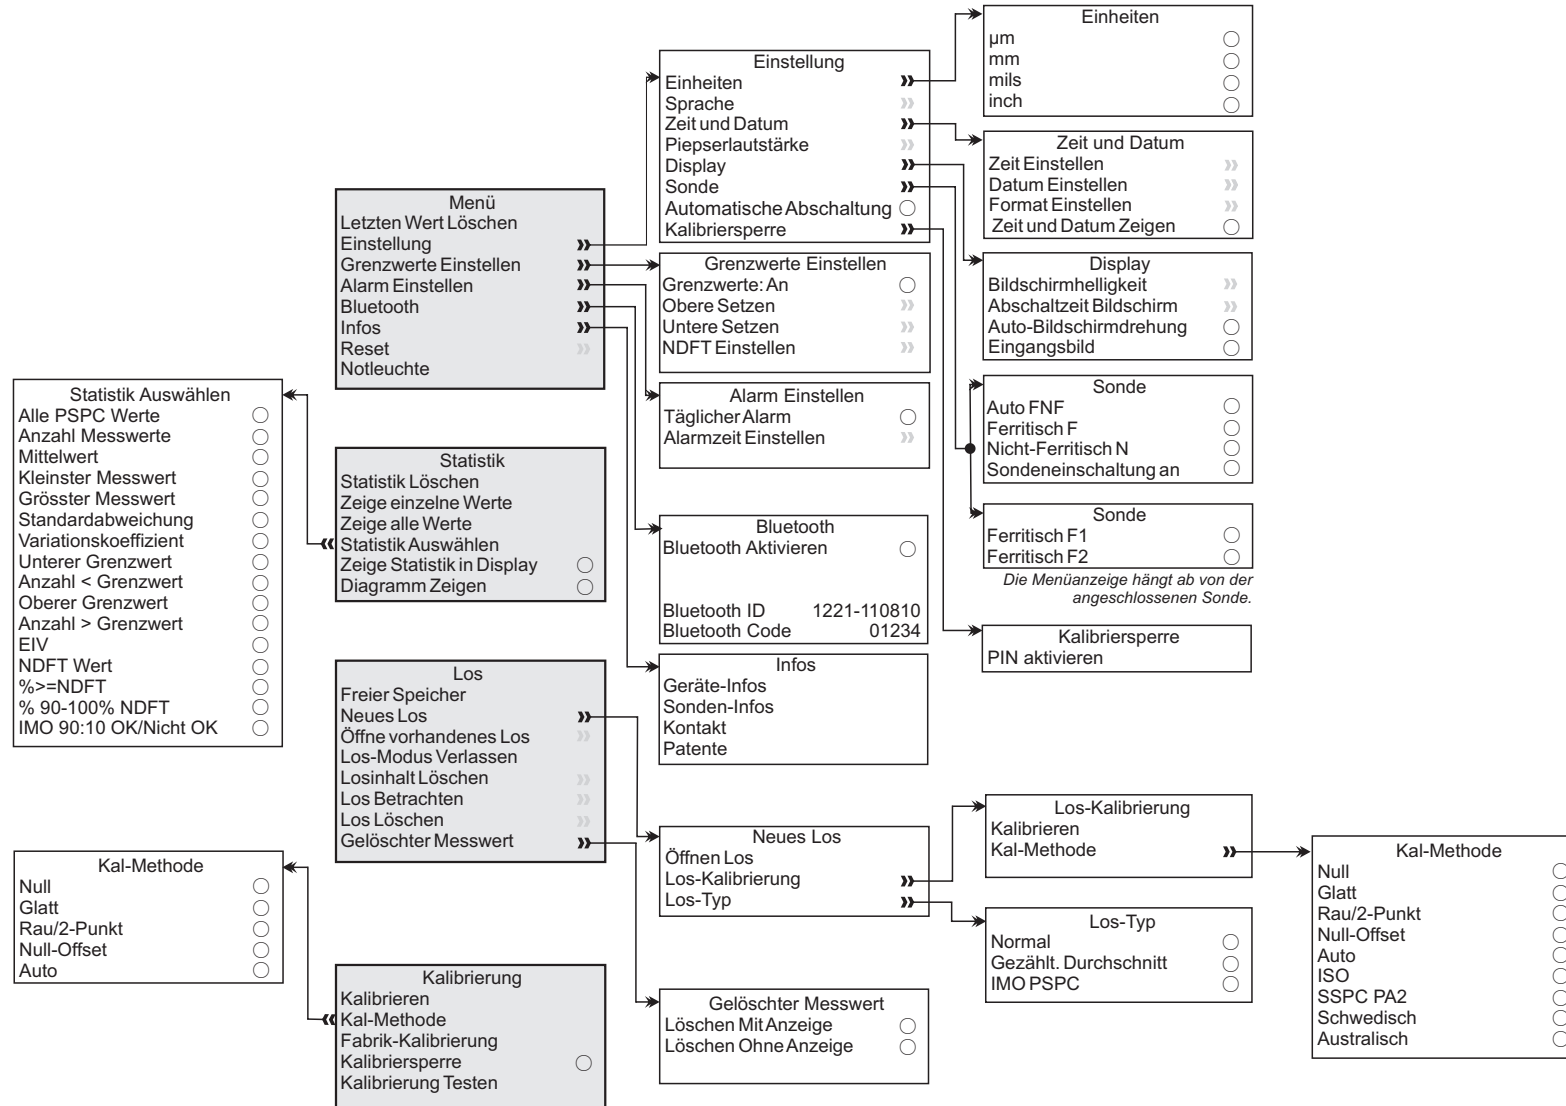 Einheiten
µm
mm
mils
inch
Einstellung
Einheiten
Sprache
Zeit und Datum
Piepserlautstärke
Display
Sonde
Automatische Abschaltung
Kalibriersperre
Zeit und Datum
Zeit Einstellen
Datum Einstellen
Format Einstellen
Zeit und Datum Zeigen
Menü
Letzten Wert Löschen
Einstellung
Grenzwerte Einstellen
Alarm Einstellen
Bluetooth
Infos
Reset
Notleuchte
Grenzwerte Einstellen
Grenzwerte: An
Obere Setzen
Untere Setzen
NDFT Einstellen
Display
Bildschirmhelligkeit
Abschaltzeit Bildschirm
Auto-Bildschirmdrehung
Eingangsbild
Alarm Einstellen
Täglicher Alarm
Alarmzeit Einstellen
Sonde
Auto FNF
Ferritisch F
Nicht-Ferritisch N
Sondeneinschaltung an
Statistik Auswählen
Alle PSPC Werte
Anzahl Messwerte
Mittelwert
Kleinster Messwert
Grösster Messwert
Standardabweichung
Variationskoeffizient
Unterer Grenzwert
Anzahl < Grenzwert
Oberer Grenzwert
Anzahl > Grenzwert
EIV
NDFT Wert
%>=NDFT
% 90-100% NDFT
IMO 90:10 OK/Nicht OK
Statistik
Statistik Löschen
Zeige einzelne Werte
Zeige alle Werte
Statistik Auswählen
Zeige Statistik in Display
Diagramm Zeigen
Bluetooth
Bluetooth Aktivieren
Bluetooth ID 1221-110810
Bluetooth Code 01234
Sonde
Ferritisch F1
Ferritisch F2
Die Menüanzeige hängt ab von der
angeschlossenen Sonde.
Kalibriersperre
PIN aktivieren
Infos
Geräte-Infos
Sonden-Infos
Kontakt
Patente
Los
Freier Speicher
Neues Los
Öffne vorhandenes Los
Los-Modus Verlassen
Losinhalt Löschen
Los Betrachten
Los Löschen
Gelöschter Messwert
Neues Los
Öffnen Los
Los-Kalibrierung
Los-Typ
Los-Kalibrierung
Kalibrieren
Kal-Methode
Kal-Methode
Null
Glatt
Rau/2-Punkt
Null-Offset
Auto
ISO
SSPC PA2
Schwedisch
Australisch
Los-Typ
Normal
Gezählt. Durchschnitt
IMO PSPC
Kal-Methode
Null
Glatt
Rau/2-Punkt
Null-Offset
Auto
Kalibrierung
Kalibrieren
Kal-Methode
Fabrik-Kalibrierung
Kalibriersperre
Kalibrierung Testen
Gelöschter Messwert
Löschen Mit Anzeige
Löschen Ohne Anzeige